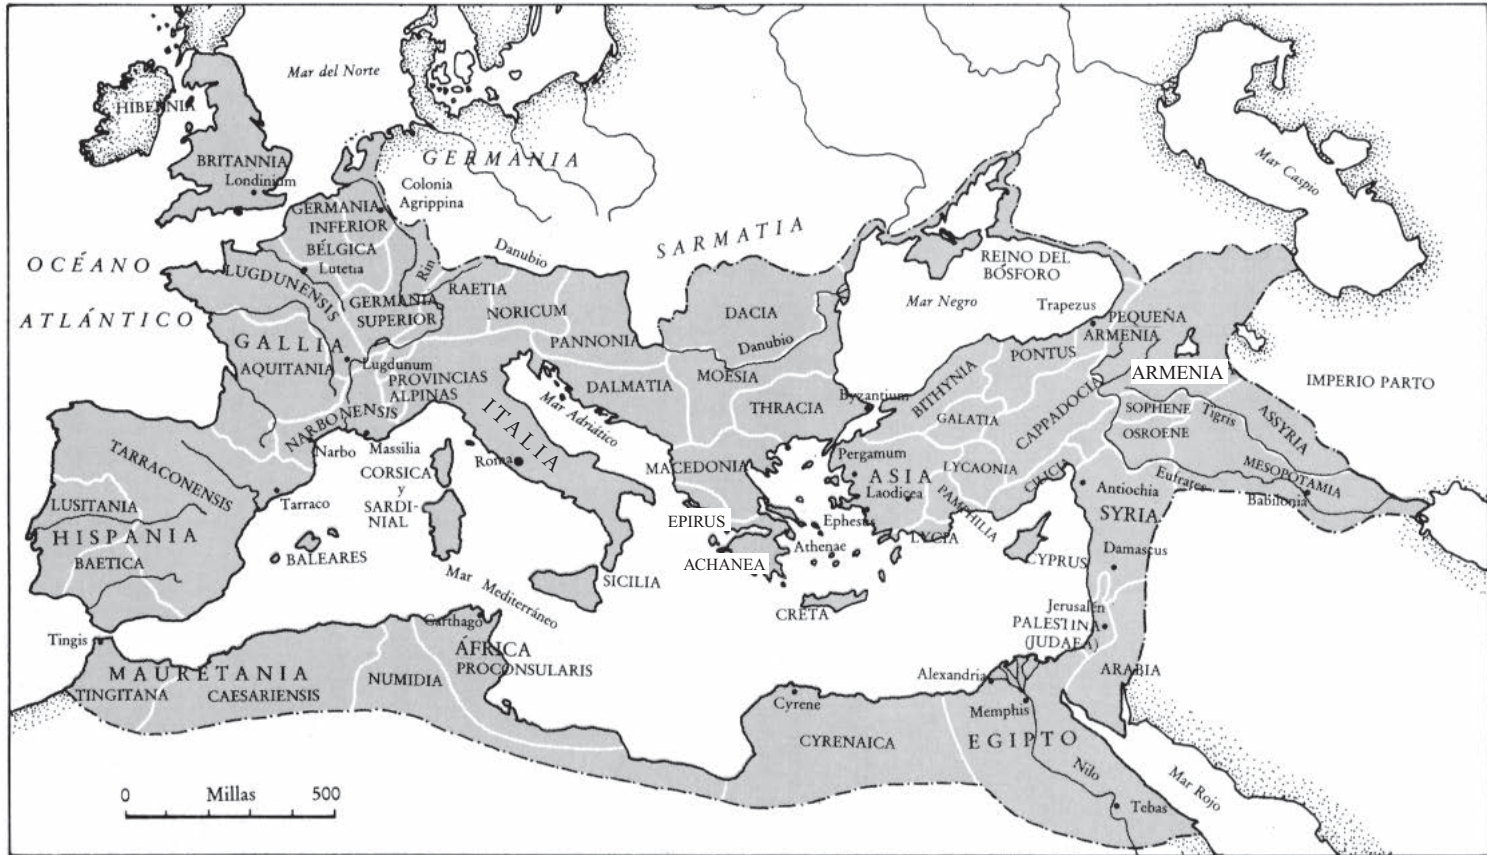 Mar del Norte
HIBERNIA
BRITANNIA
Londinium
GERMANIA
Colonia
Agrippina
Mar Caspio
OCÉANO
ATLÁNTICO
GERMANIA
INFERIOR
BÉLGICA
Lutetia
LUGDUNENSIS
GERMANIA
SUPERIOR
Rin
RAETIA
Danubio
NORICUM
SARMATIA
DACIA
Danubio
PANNONIA
REINO DEL
BÓSFORO
Mar Negro
Trapezus
PEQUEÑA
ARMENIA
ARMENIA
IMPERIO PARTO
GALLIA
AQUITANIA
Lugdunum
PROVINCIAS
ALPINAS
NARBONENSIS
Narbo
Massilia
DALMATIA
MOESIA
THRACIA
Byzantium
BITHYNIA
PONTUS
GALATIA
CAPPADOCIA
SOPHENE
OSROENE
Tigris
ASSYRIA
MESOPOTAMIA
Eufrates
Babilonia
ITALIA
Mar Adriático
Roma
CORSICA
y
SARDI-
NIAL
TARRACONENSIS
Tarraco
LUSITANIA
HISPANIA
BAETICA
BALEARES
MACEDONIA
EPIRUS
ACHANEA
Athenae
Pergamum
ASIA
Laodicea
Ephesus
LYCAONIA
PAMPHILIA
CILICI
LYCIA
Antiochia
SYRIA
CYPRUS
Damascus
SICILIA
Mar Mediterráneo
CRETA
Jerusalén
PALESTINA
(JUDAEA)
ARABIA
Tingis
MAURETANIA
TINGITANA
CAESARIENSIS
NUMIDIA
Carthago
ÁFRICA
PROCONSULARIS
Cyrene
CYRENAICA
Alexandria
Memphis
EGIPTO
Nilo
Tebas
Mar Rojo
0 Millas 500